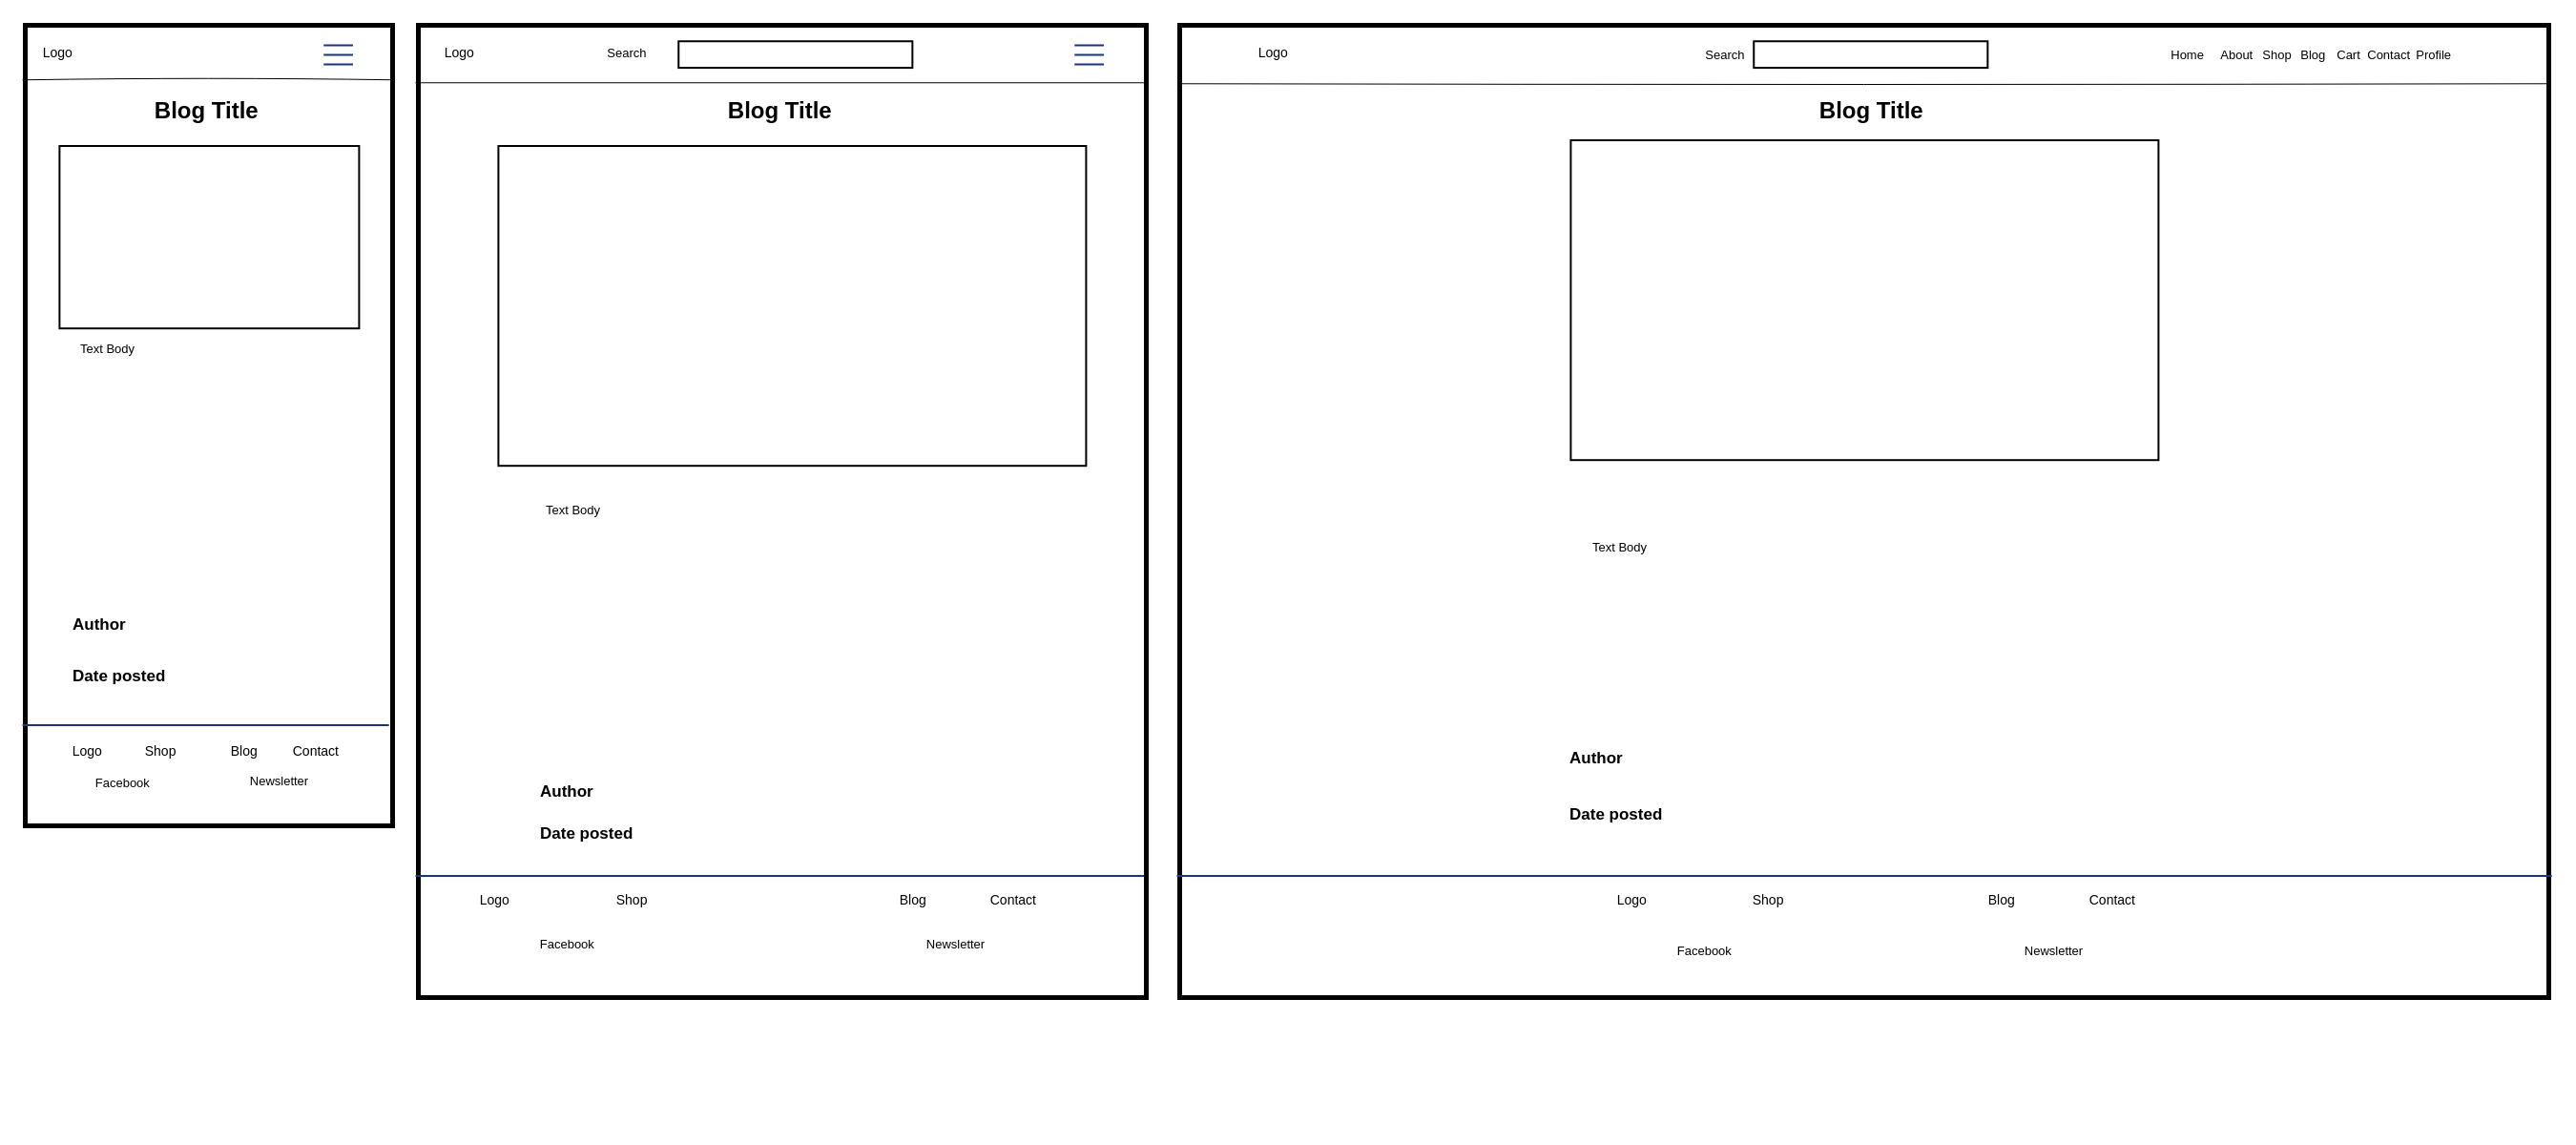 Logo
Blog Title
Text Body
Author
Date posted
Logo Shop Blog Contact
Facebook Newsletter
Logo Search
Blog Title
Text Body
Author
Date posted
Logo Shop Blog Contact
Facebook Newsletter
Logo Search Home About Shop Blog Cart Contact Profile
Blog Title
Text Body
Author
Date posted
Logo Shop Blog Contact
Facebook Newsletter